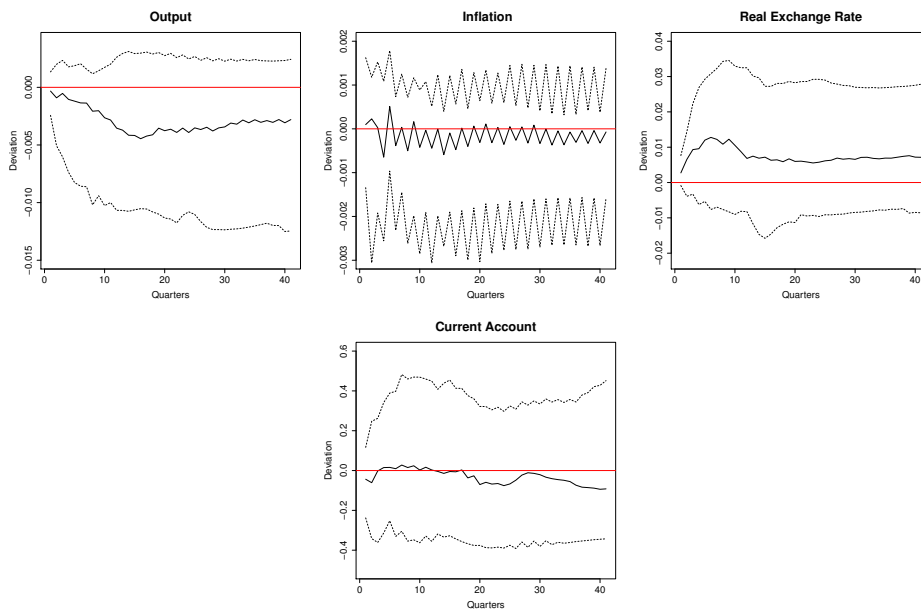 Output
Deviation
0.000
−0.005
−0.010
−0.015
0 10 20 30 40
Quarters
Inflation
Deviation
0.002
0.001
0.000
−0.001
−0.002
−0.003
0 10 20 30 40
Quarters
Real Exchange Rate
Deviation
0.04
0.03
0.02
0.01
0.00
−0.01
−0.02
0 10 20 30 40
Quarters
Current Account
Deviation
0.6
0.4
0.2
0.0
−0.2
−0.4
0 10 20 30 40
Quarters